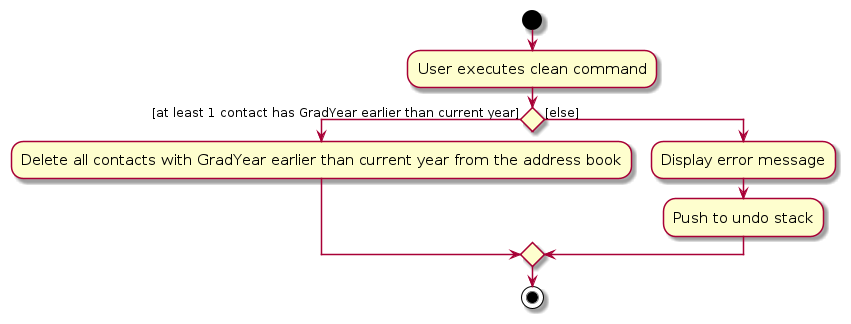 User executes clean command
[at least 1 contact has GradYear earlier than current year]
[else]
Delete all contacts with GradYear earlier than current year from the address book
Display error message
Push to undo stack